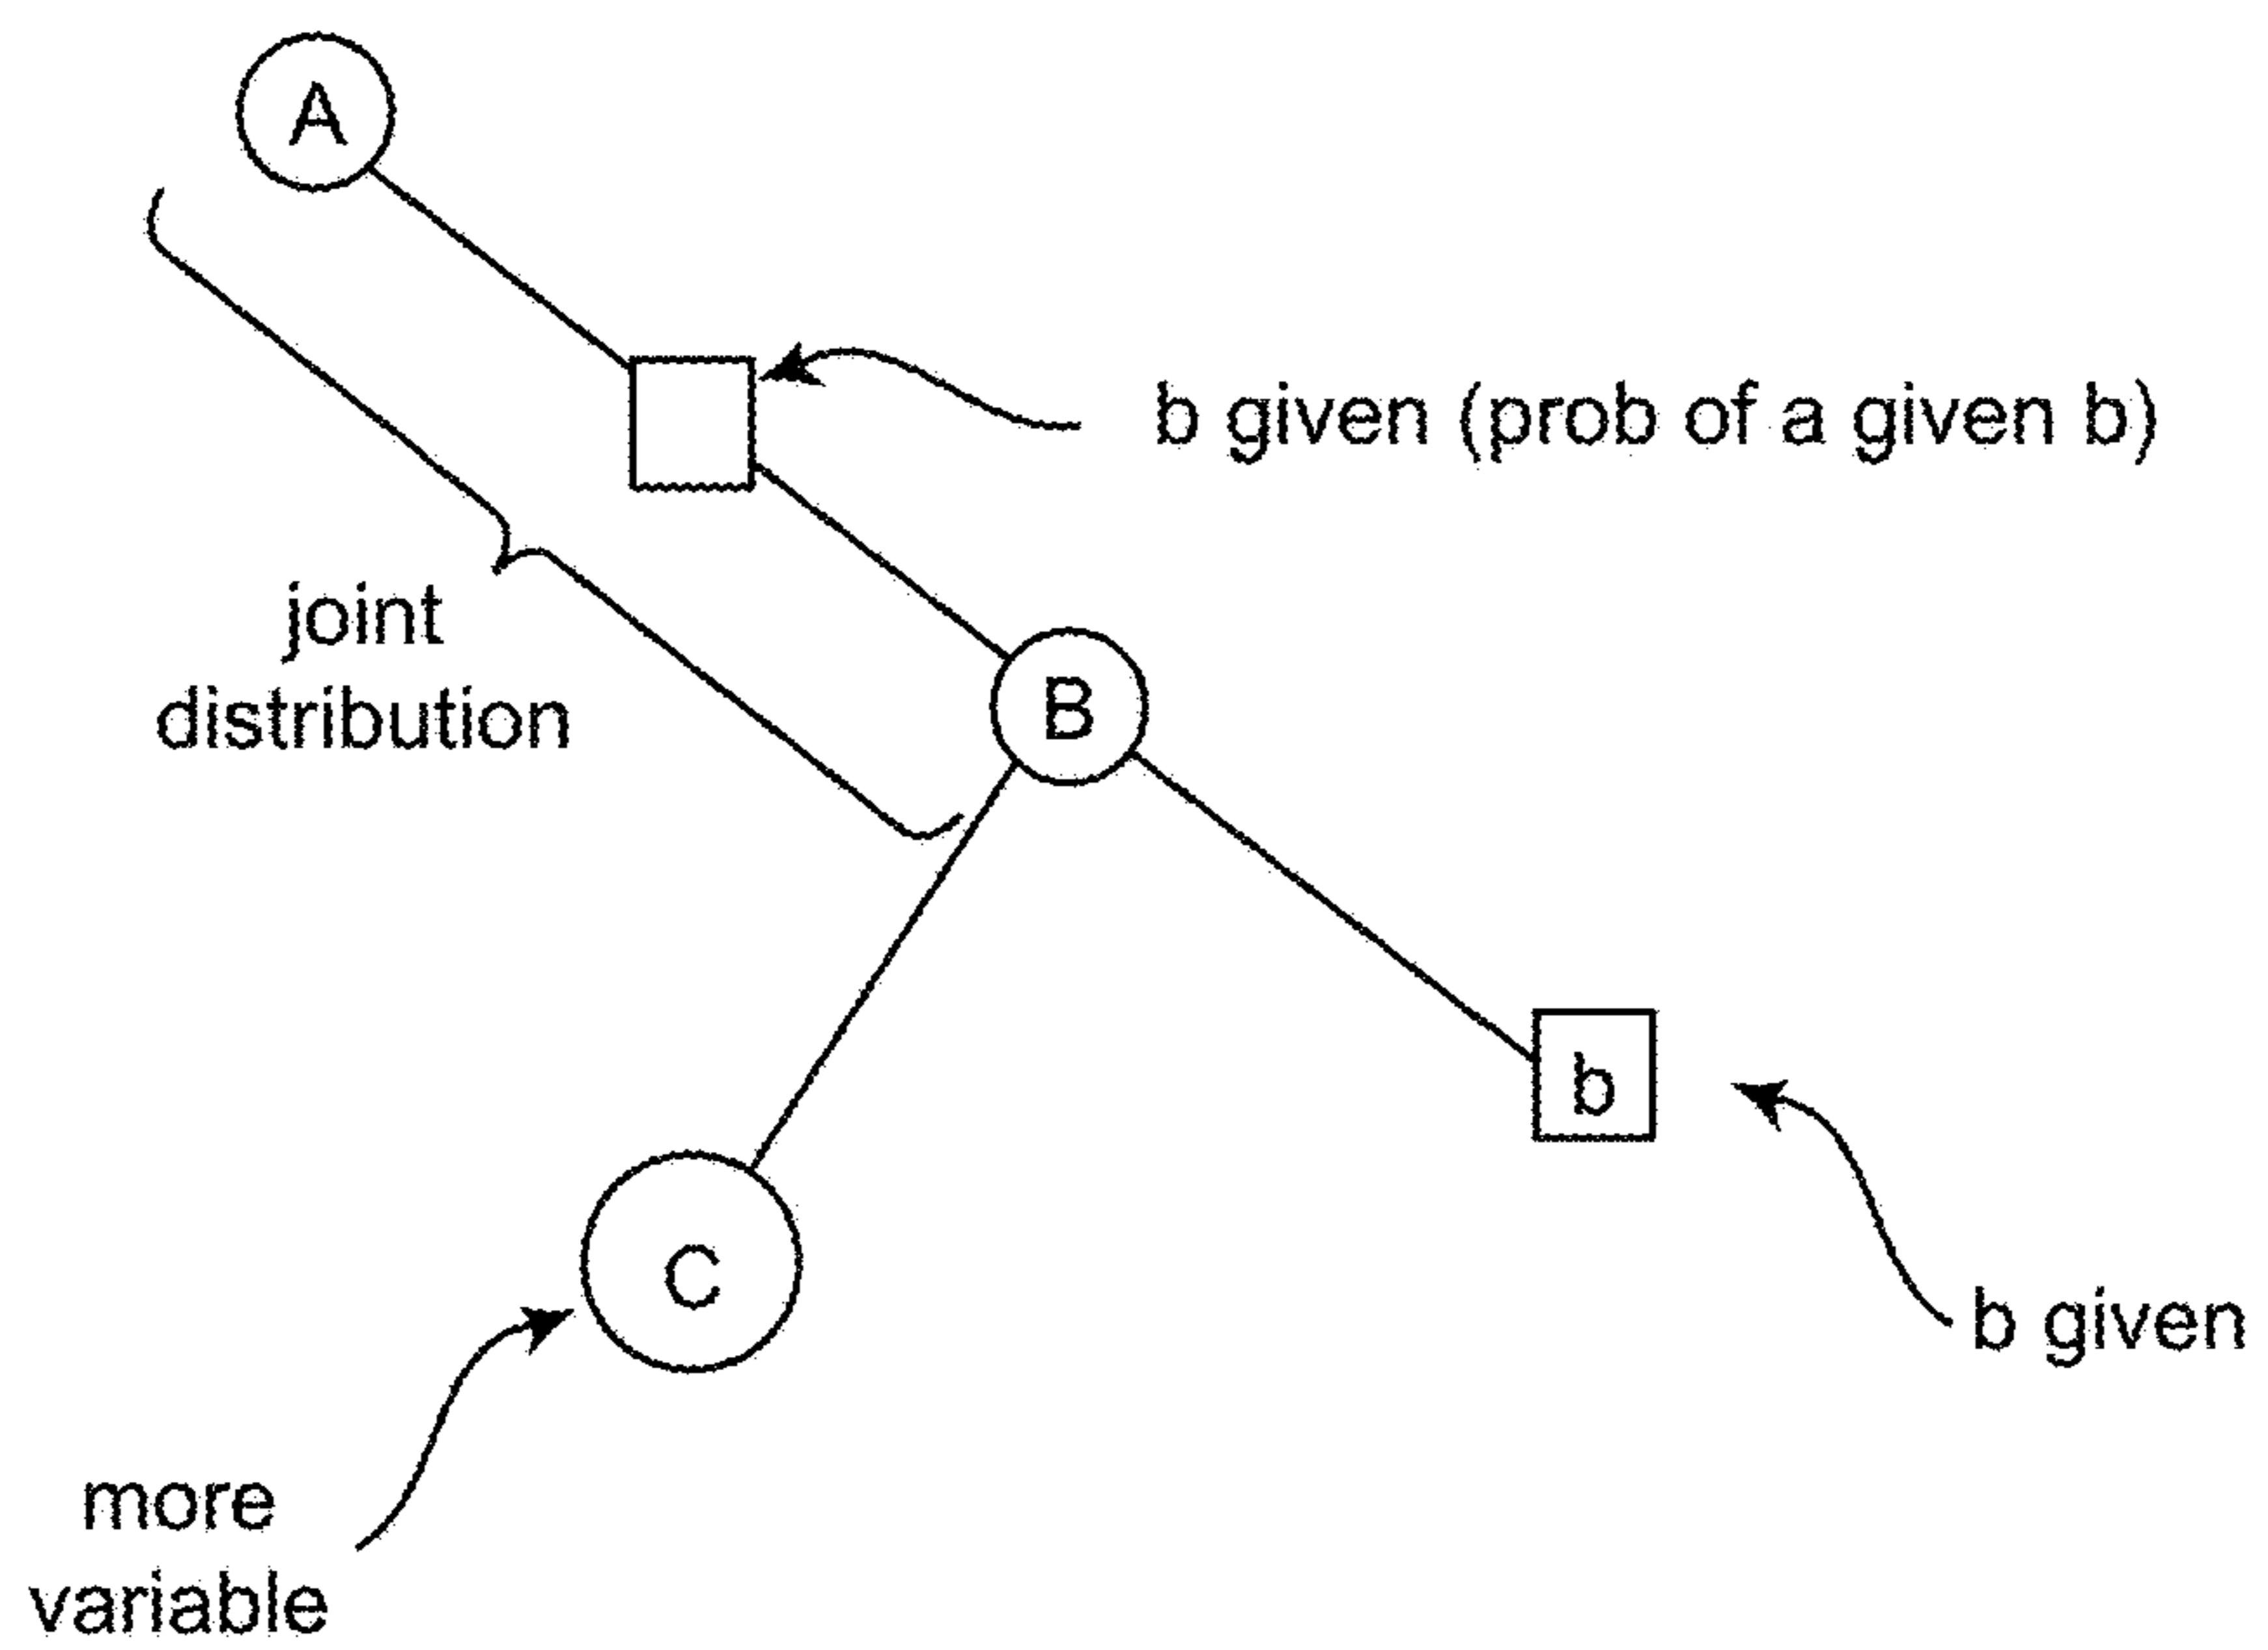 A
b given (prob of a given b)
joint
distribution
B
b
C
b given
more
variable